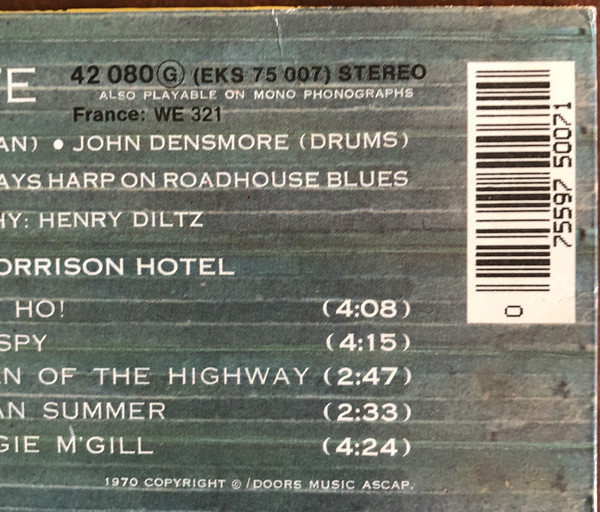 TE 42 080 G (EKS 75 007) STEREO
ALSO PLAYABLE ON MONO PHONOGRAPHS
France: WE 321
AN) • JOHN DENSMORE (DRUMS)
AYS HARP ON ROADHOUSE BLUES
HY: HENRY DILTZ
ORRISON HOTEL
HO! (4:08)
SPY (4:15)
EN OF THE HIGHWAY (2:47)
AN SUMMER (2:33)
GIE M'GILL (4:24)
1970 COPYRIGHT ©/DOORS MUSIC ASCAP.
0 75597 50071